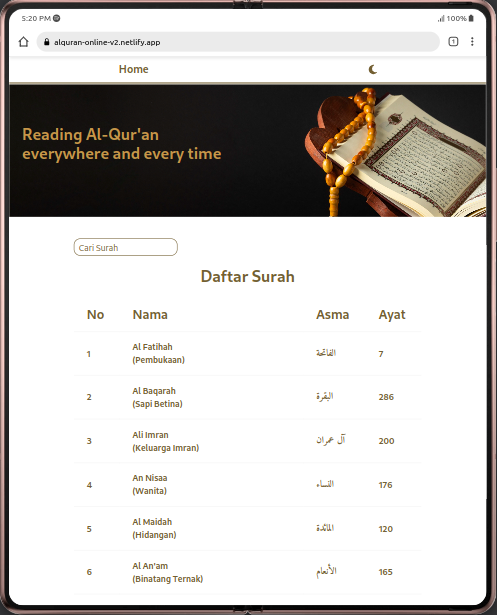 5:20 PM
100%
alquran-online-v2.netlify.app
1
Home
Reading Al-Qur'an
everywhere and every time
Cari Surah
Daftar Surah
No Nama Asma Ayat
1 Al Fatihah الفاتحة 7
(Pembukaan)
2 Al Baqarah البقرة 286
(Sapi Betina)
3 Ali Imran آل عمران 200
(Keluarga Imran)
4 An Nisaa النساء 176
(Wanita)
5 Al Maidah المائدة 120
(Hidangan)
6 Al An'am الأنعام 165
(Binatang Ternak)